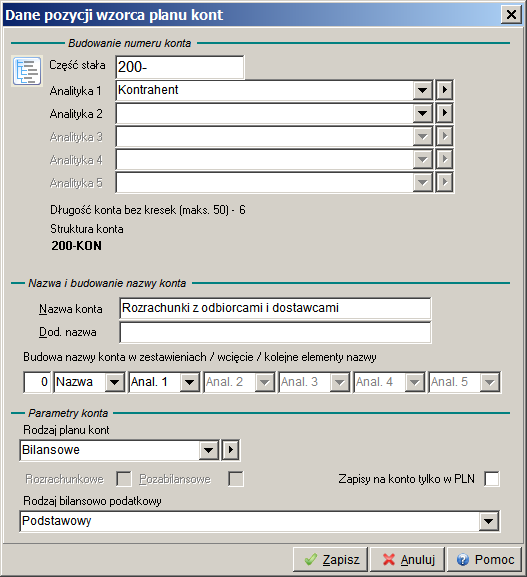 Dane pozycji wzorca planu kont
Budowanie numeru konta
Część stała 200-
Analityka 1 Kontrahent
Analityka 2
Analityka 3
Analityka 4
Analityka 5
Długość konta bez kresek (maks. 50) - 6
Struktura konta
200-KON
Nazwa i budowanie nazwy konta
Nazwa konta Rozrachunki z odbiorcami i dostawcami
Dod. nazwa
Budowa nazwy konta w zestawieniach / wcięcie / kolejne elementy nazwy
0 Nazwa Anal. 1 Anal. 2 Anal. 3 Anal. 4 Anal. 5
Parametry konta
Rodzaj planu kont
Bilansowe
Rozrachunkowe Pozabilansowe Zapisy na konto tylko w PLN
Rodzaj bilansowo podatkowy
Podstawowy
Zapisz Anuluj Pomoc